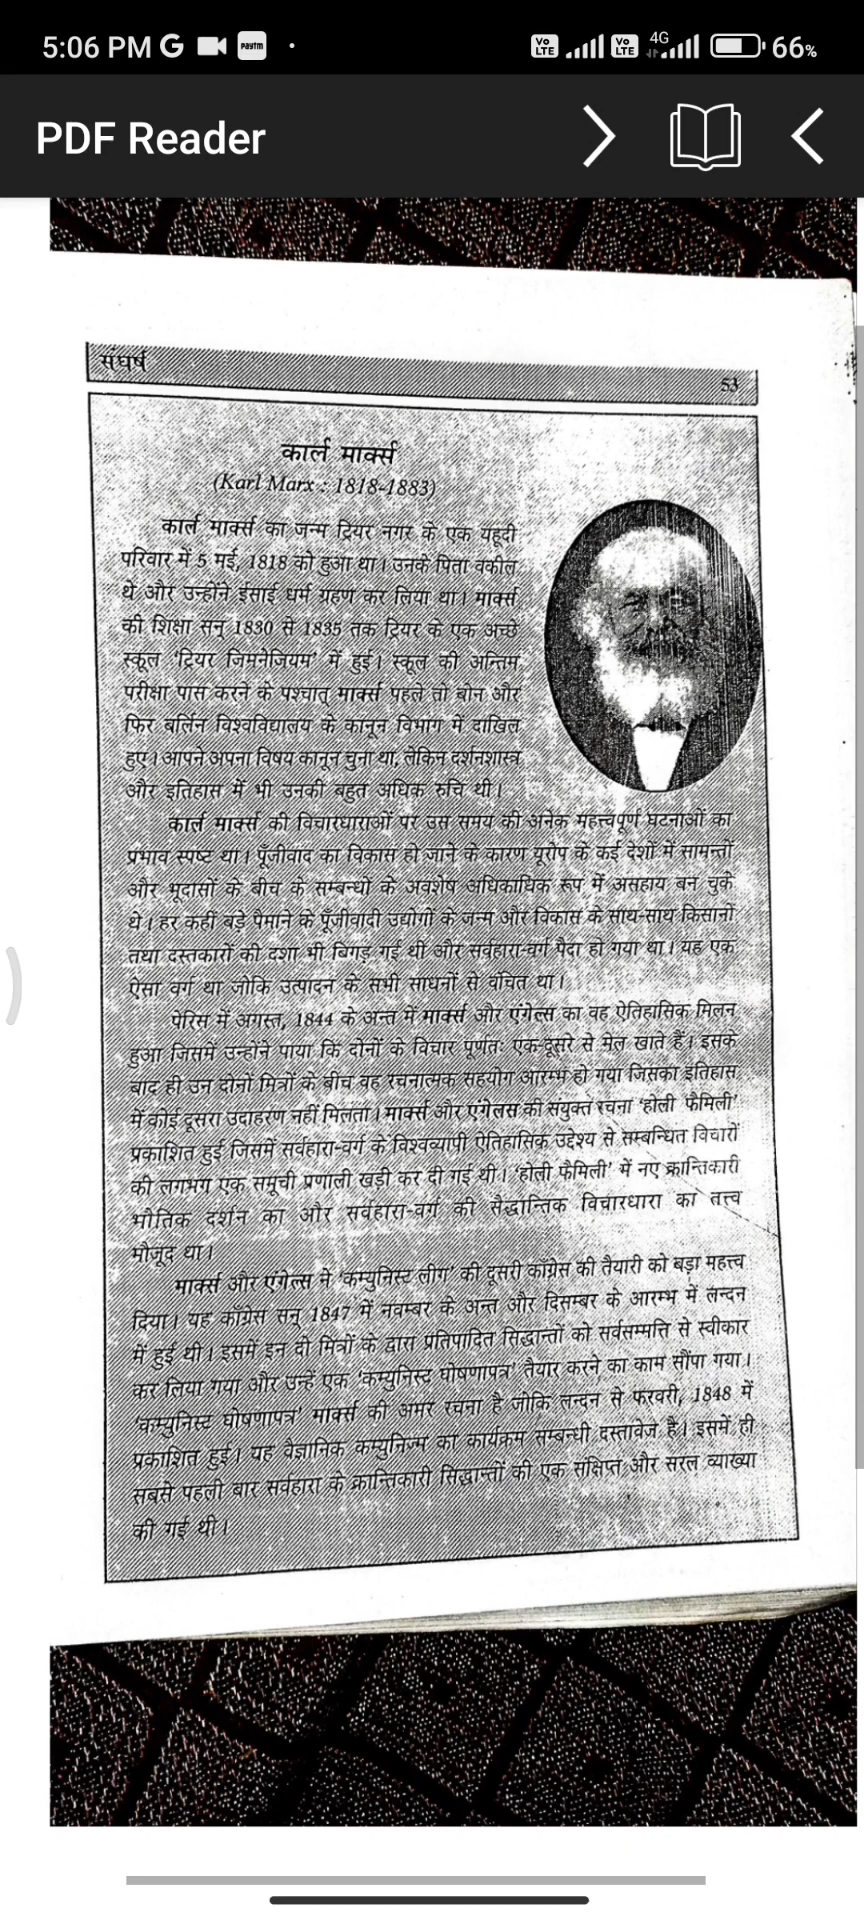 5:06 PM G Paytm
Vo LTE Vo LTE 4G 66%
PDF Reader
संघर्ष
53
कार्ल मार्क्स
(Karl Marx : 1818-1883)
कार्ल मार्क्स का जन्म ट्रियर नगर के एक यहूदी
परिवार में 5 मई, 1818 को हुआ था। उनके पिता वकील
थे और उन्होंने ईसाई धर्म ग्रहण कर लिया था। मार्क्स
की शिक्षा सन् 1830 से 1835 तक ट्रियर के एक अच्छे
स्कूल 'ट्रियर जिमनेजियम' में हुई। स्कूल की अन्तिम
परीक्षा पास करने के पश्चात् मार्क्स पहले तो बोन और
फिर बर्लिन विश्वविद्यालय के कानून विभाग में दाखिल
हुए। आपने अपना विषय कानून चुना था, लेकिन दर्शनशास्त्र
और इतिहास में भी उनकी बहुत अधिक रुचि थी।
कार्ल मार्क्स की विचारधाराओं पर उस समय की अनेक महत्त्वपूर्ण घटनाओं का
प्रभाव स्पष्ट था। पूँजीवाद का विकास हो जाने के कारण यूरोप के कई देशों में सामन्तों
और भूदासों के बीच के सम्बन्धों के अवशेष अधिकाधिक रूप में असहाय बन चुके
थे। हर कहीं बड़े पैमाने के पूँजीवादी उद्योगों के जन्म और विकास के साथ-साथ किसानों
तथा दस्तकारों की दशा भी बिगड़ गई थी और सर्वहारा-वर्ग पैदा हो गया था। यह एक
ऐसा वर्ग था जोकि उत्पादन के सभी साधनों से वंचित था।
पेरिस में अगस्त, 1844 के अन्त में मार्क्स और एंगेल्स का वह ऐतिहासिक मिलन
हुआ जिसमें उन्होंने पाया कि दोनों के विचार पूर्णतः एक-दूसरे से मेल खाते हैं। इसके
बाद ही उन दोनों मित्रों के बीच वह रचनात्मक सहयोग आरम्भ हो गया जिसका इतिहास
में कोई दूसरा उदाहरण नहीं मिलता। मार्क्स और एंगेलस की संयुक्त रचना 'होली फैमिली'
प्रकाशित हुई जिसमें सर्वहारा-वर्ग के विश्वव्यापी ऐतिहासिक उद्देश्य से सम्बन्धित विचारों
की लगभग एक समूची प्रणाली खड़ी कर दी गई थी। 'होली फैमिली' में नए क्रान्तिकारी
भौतिक दर्शन का और सर्वहारा-वर्ग की सैद्धान्तिक विचारधारा का तत्त्व
मौजूद था।
मार्क्स और एंगेल्स ने 'कम्युनिस्ट लीग' की दूसरी काँग्रेस की तैयारी को बड़ा महत्त्व
दिया। यह काँग्रेस सन् 1847 में नवम्बर के अन्त और दिसम्बर के आरम्भ में लन्दन
में हुई थी। इसमें इन दो मित्रों के द्वारा प्रतिपादित सिद्धान्तों को सर्वसम्मत्ति से स्वीकार
कर लिया गया और उन्हें एक 'कम्युनिस्ट घोषणापत्र' तैयार करने का काम सौंपा गया।
'कम्युनिस्ट घोषणापत्र' मार्क्स की अमर रचना है जोकि लन्दन से फरवरी, 1848 में
प्रकाशित हुई। यह वैज्ञानिक कम्युनिज्म का कार्यक्रम सम्बन्धी दस्तावेज है। इसमें ही
सबसे पहली बार सर्वहारा के क्रान्तिकारी सिद्धान्तों की एक संक्षिप्त और सरल व्याख्या
की गई थी।